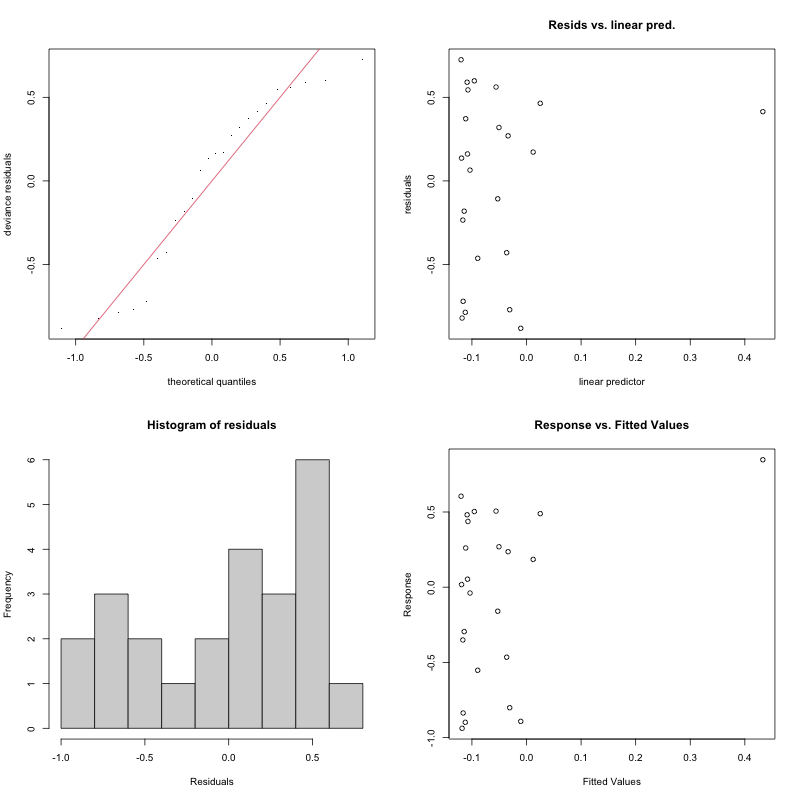 deviance residuals
-0.5 0.0 0.5
-1.0 -0.5 0.0 0.5 1.0
theoretical quantiles
Resids vs. linear pred.
residuals
-0.5 0.0 0.5
-0.1 0.0 0.1 0.2 0.3 0.4
linear predictor
Histogram of residuals
Frequency
0 1 2 3 4 5 6
-1.0 -0.5 0.0 0.5
Residuals
Response vs. Fitted Values
Response
-1.0 -0.5 0.0 0.5
-0.1 0.0 0.1 0.2 0.3 0.4
Fitted Values